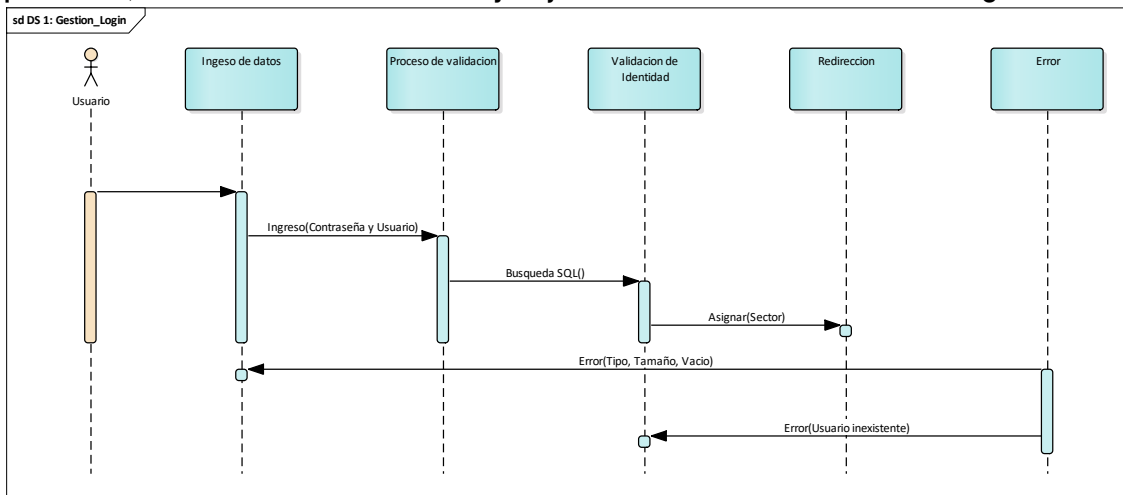 sd DS 1: Gestion_Login
Usuario
Ingeso de datos
Proceso de validacion
Validacion de
Identidad
Redireccion
Error
Ingreso(Contraseña y Usuario)
Busqueda SQL()
Asignar(Sector)
Error(Tipo, Tamaño, Vacio)
Error(Usuario inexistente)